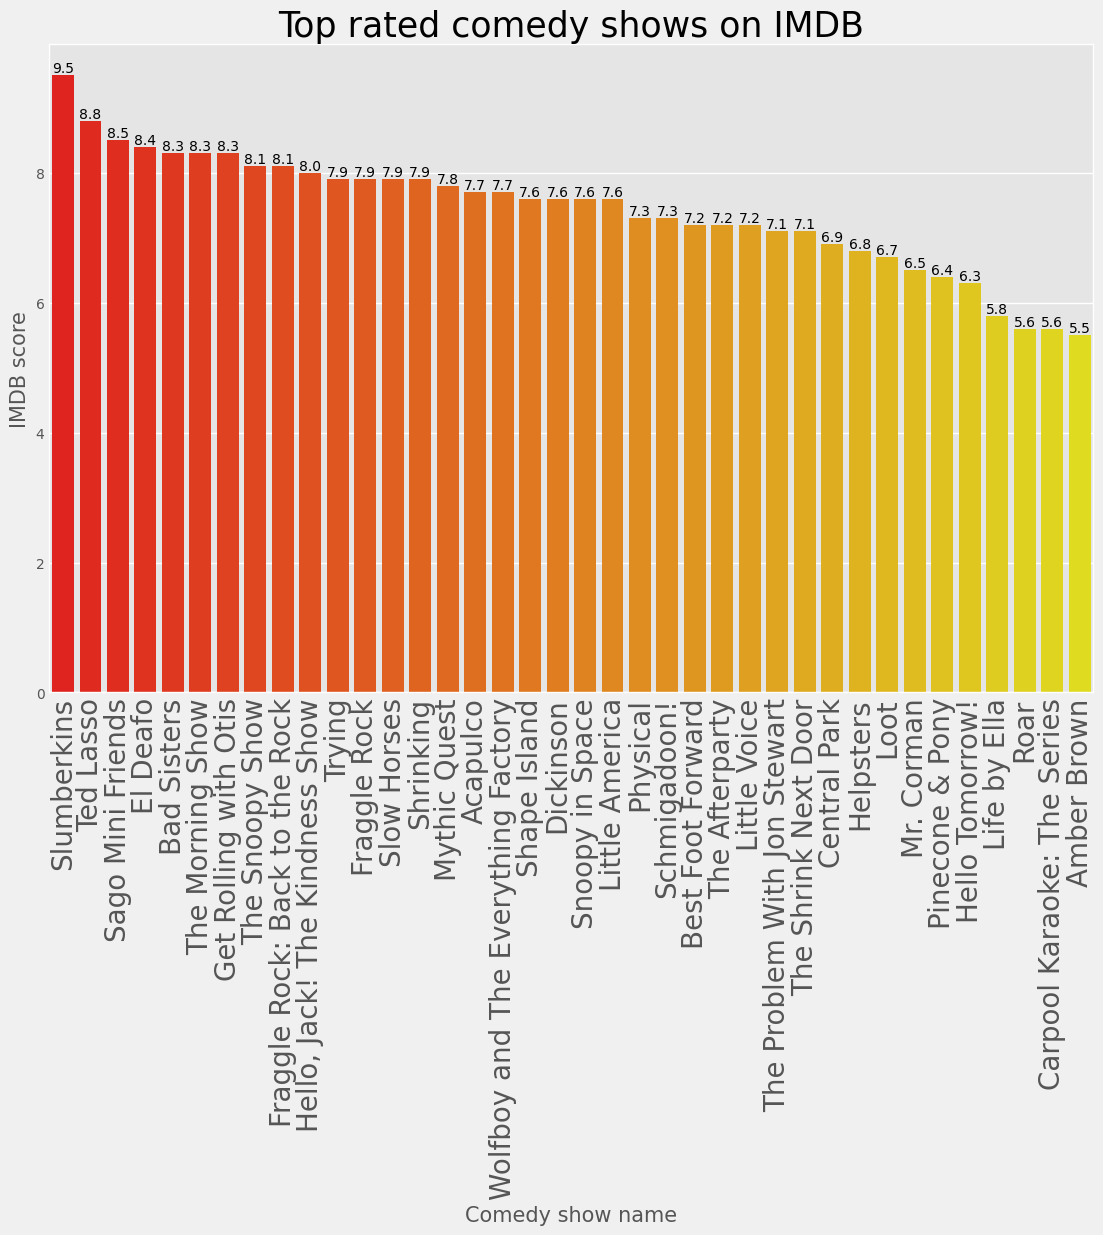 Top rated comedy shows on IMDB
9.5
8.8
8.5
8.4
8.3
8.3
8.3
8.1
8.1
8.0
7.9
7.9
7.9
7.9
7.8
7.7
7.7
7.6
7.6
7.6
7.6
7.3
7.3
7.2
7.2
7.2
7.1
7.1
6.9
6.8
6.7
6.5
6.4
6.3
5.8
5.6
5.6
5.5
IMDB score
8
6
4
2
0
Slumberkins
Ted Lasso
Sago Mini Friends
El Deafo
Bad Sisters
The Morning Show
Get Rolling with Otis
The Snoopy Show
Fraggle Rock: Back to the Rock
Hello, Jack! The Kindness Show
Trying
Fraggle Rock
Slow Horses
Shrinking
Mythic Quest
Acapulco
Wolfboy and The Everything Factory
Shape Island
Dickinson
Snoopy in Space
Little America
Physical
Schmigadoon!
Best Foot Forward
The Afterparty
Little Voice
The Problem With Jon Stewart
The Shrink Next Door
Central Park
Helpsters
Loot
Mr. Corman
Pinecone & Pony
Hello Tomorrow!
Life by Ella
Roar
Carpool Karaoke: The Series
Amber Brown
Comedy show name